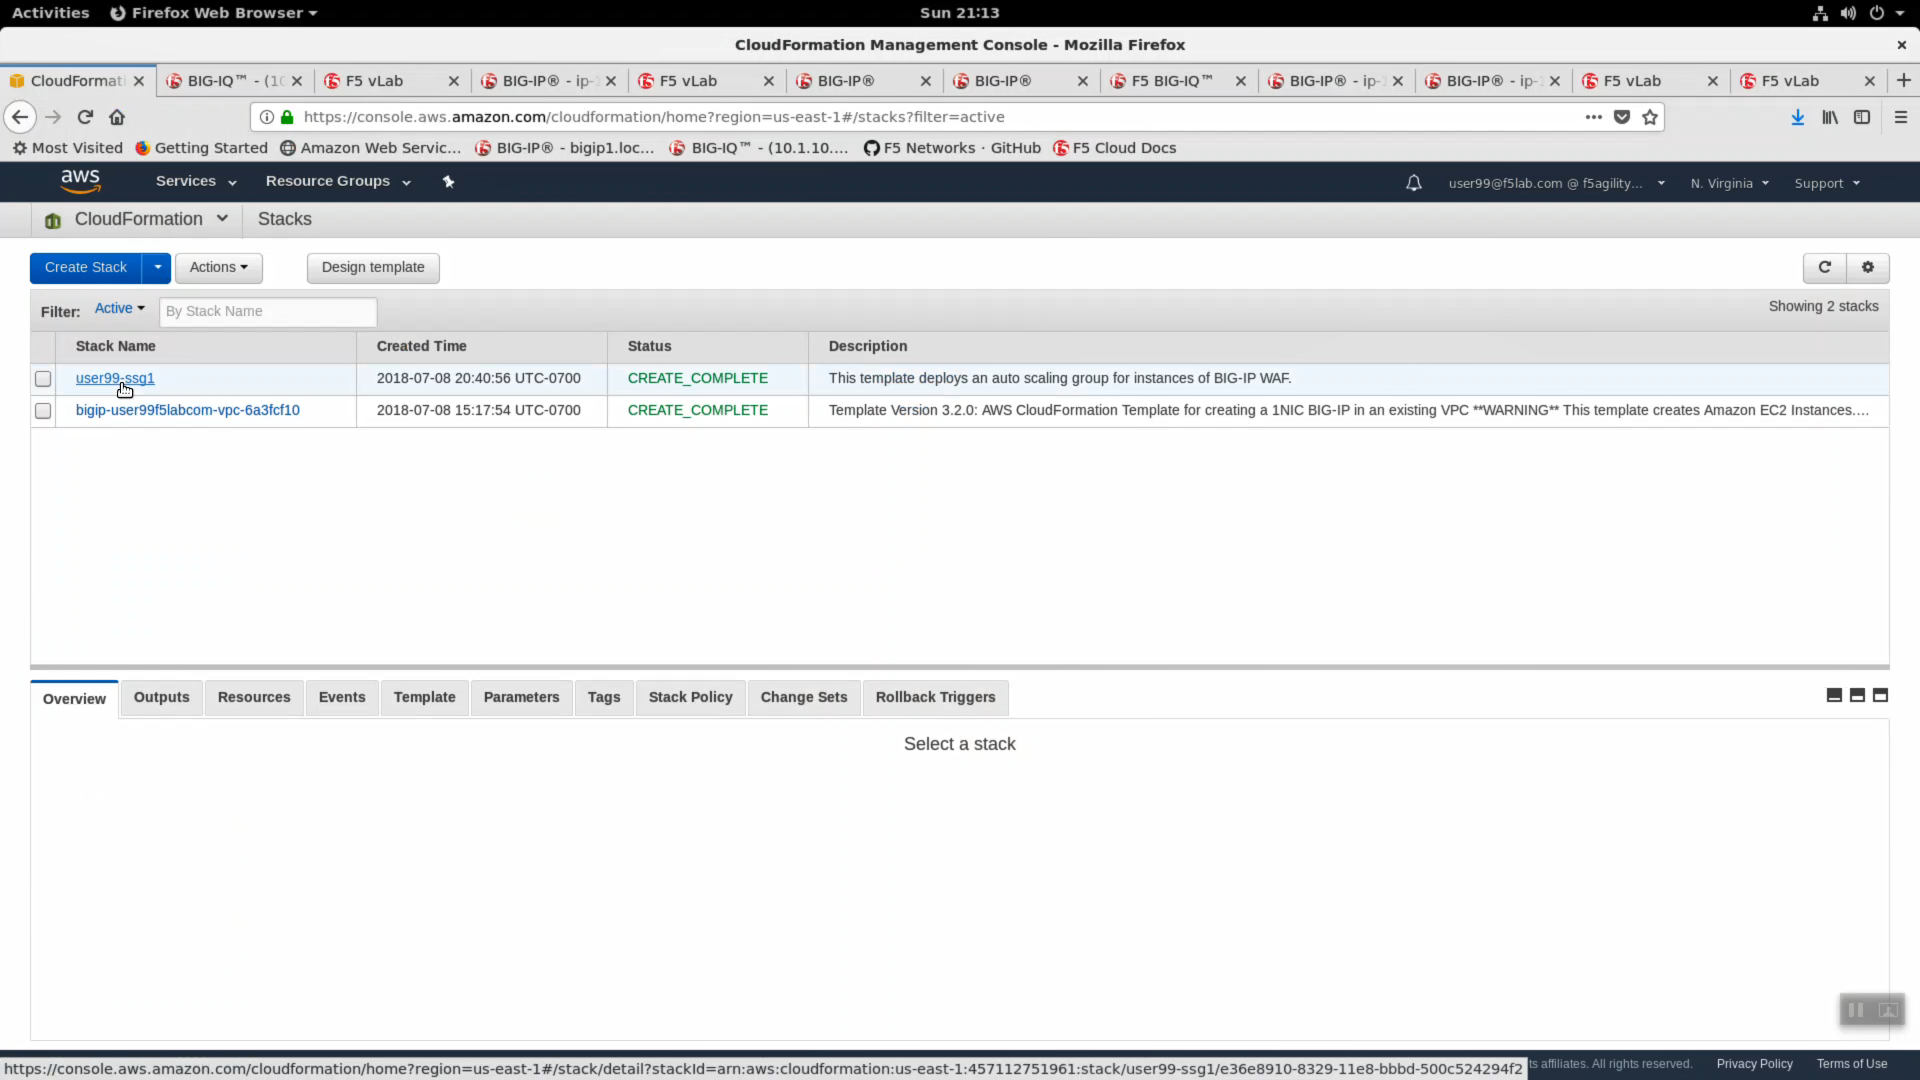 Activities Firefox Web Browser Sun 21:13
CloudFormation Management Console - Mozilla Firefox
CloudFormat BIG-IQ™ - (10 F5 vLab BIG-IP® - ip- F5 vLab BIG-IP® BIG-IP® F5 BIG-IQ™ BIG-IP® - ip- BIG-IP® - ip- F5 vLab F5 vLab
https://console.aws.amazon.com/cloudformation/home?region=us-east-1#/stacks?filter=active
Most Visited Getting Started Amazon Web Servic... BIG-IP® - bigip1.loc... BIG-IQ™ - (10.1.10.... F5 Networks · GitHub F5 Cloud Docs
aws Services Resource Groups user99@f5lab.com @ f5agility... N. Virginia Support
CloudFormation Stacks
Create Stack Actions Design template
Filter: Active By Stack Name Showing 2 stacks
Stack Name Created Time Status Description
user99-ssg1 2018-07-08 20:40:56 UTC-0700 CREATE_COMPLETE This template deploys an auto scaling group for instances of BIG-IP WAF.
bigip-user99f5labcom-vpc-6a3fcf10 2018-07-08 15:17:54 UTC-0700 CREATE_COMPLETE Template Version 3.2.0: AWS CloudFormation Template for creating a 1NIC BIG-IP in an existing VPC **WARNING** This template creates Amazon EC2 Instances....
Overview Outputs Resources Events Template Parameters Tags Stack Policy Change Sets Rollback Triggers
Select a stack
https://console.aws.amazon.com/cloudformation/home?region=us-east-1#/stack/detail?stackId=arn:aws:cloudformation:us-east-1:457112751961:stack/user99-ssg1/e36e8910-8329-11e8-bbbd-500c524294f2 ts affiliates. All rights reserved. Privacy Policy Terms of Use